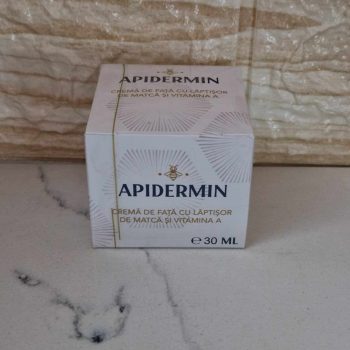 APIDERMIN
CREMĂ DE FAȚĂ CU LĂPTIȘOR
DE MATCĂ ȘI VITAMINA A
APIDERMIN
CREMĂ DE FAȚĂ CU LĂPTIȘOR
DE MATCĂ ȘI VITAMINA A
℮ 30 ML